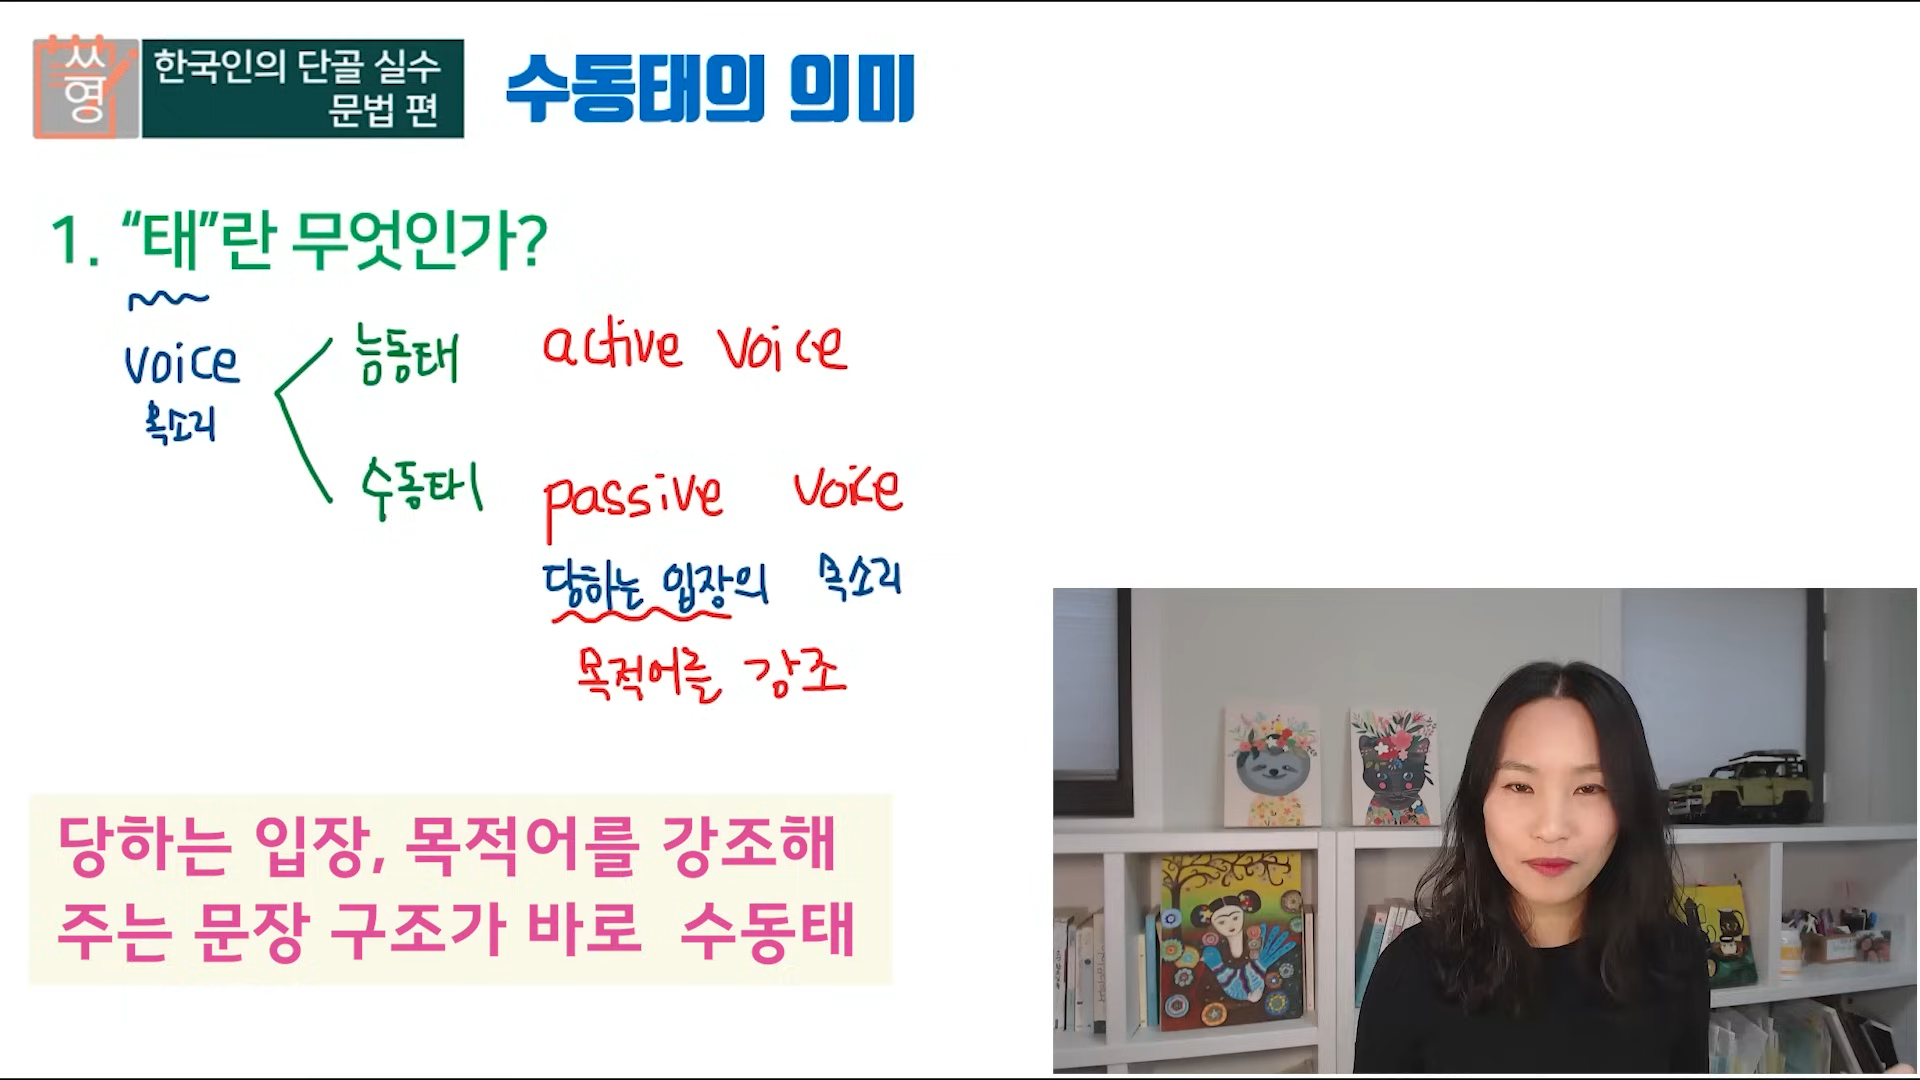 쓰영
한국인의 단골 실수
문법 편
수동태의 의미
1. “태”란 무엇인가?
voice
목소리
능동태 active voice
수동태 passive voice
당하는 입장의 목소리
목적어를 강조
당하는 입장, 목적어를 강조해
주는 문장 구조가 바로 수동태